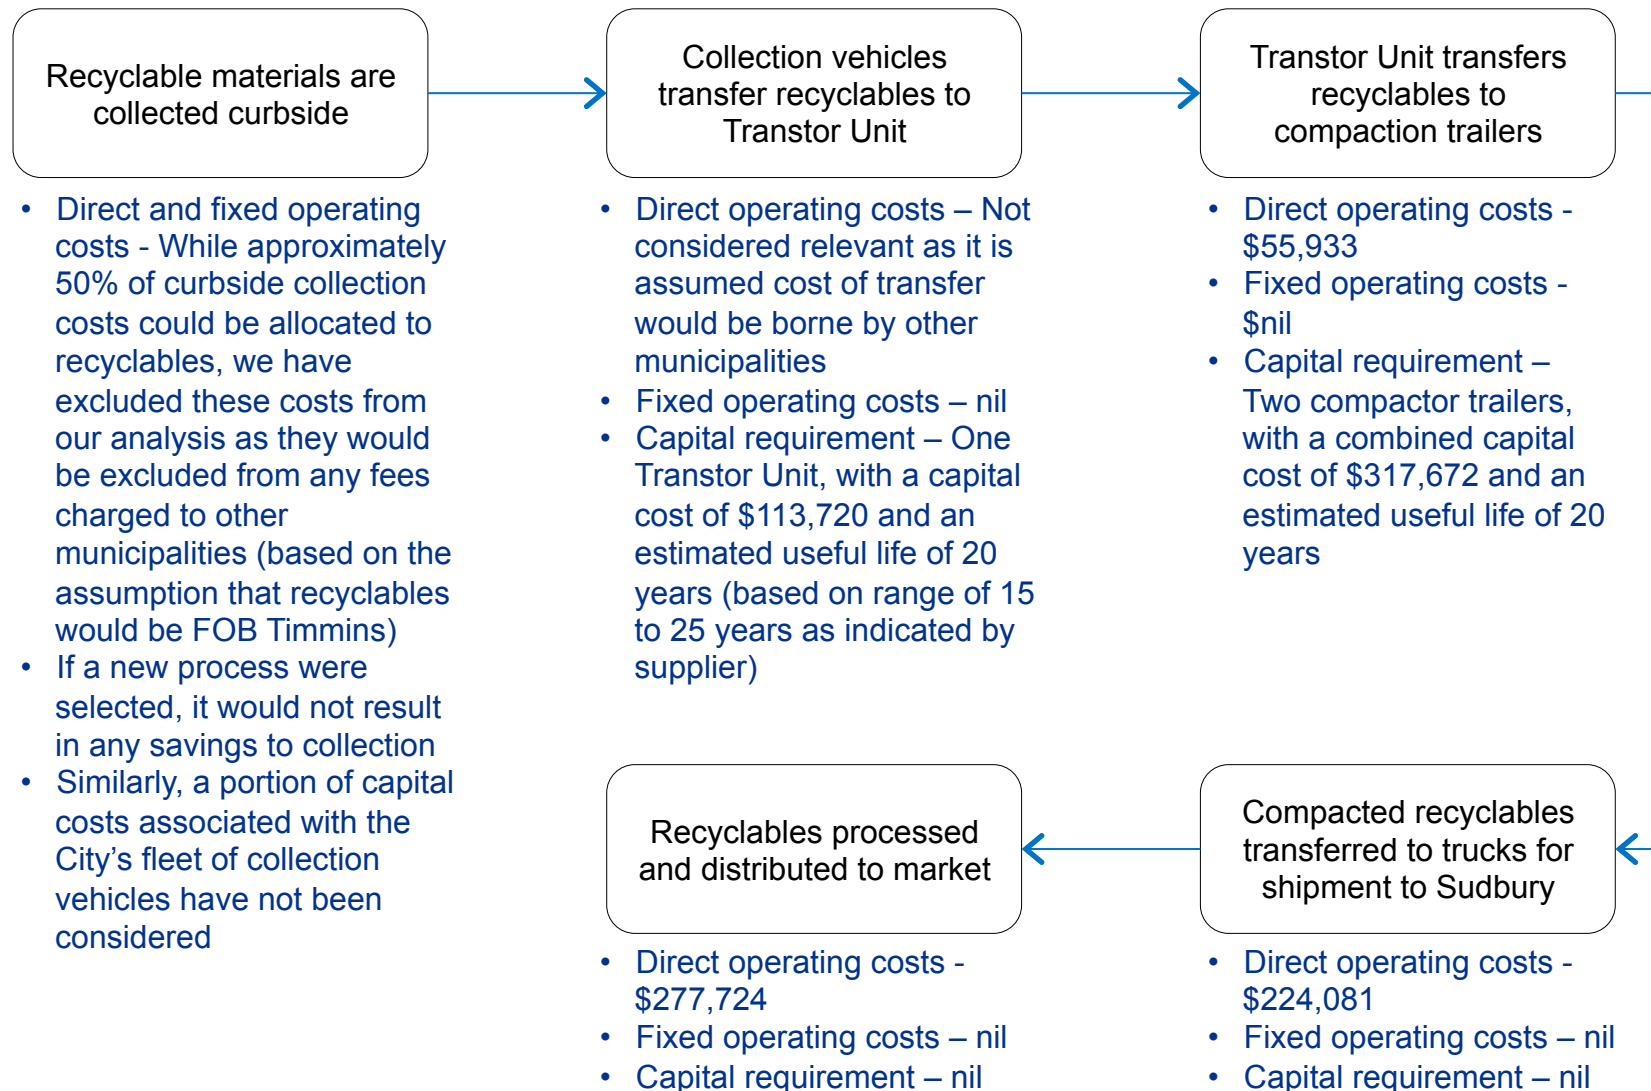 Recyclable materials are
collected curbside
• Direct and fixed operating
costs - While approximately
50% of curbside collection
costs could be allocated to
recyclables, we have
excluded these costs from
our analysis as they would
be excluded from any fees
charged to other
municipalities (based on the
assumption that recyclables
would be FOB Timmins)
• If a new process were
selected, it would not result
in any savings to collection
• Similarly, a portion of capital
costs associated with the
City’s fleet of collection
vehicles have not been
considered
Collection vehicles
transfer recyclables to
Transtor Unit
• Direct operating costs – Not
considered relevant as it is
assumed cost of transfer
would be borne by other
municipalities
• Fixed operating costs – nil
• Capital requirement – One
Transtor Unit, with a capital
cost of $113,720 and an
estimated useful life of 20
years (based on range of 15
to 25 years as indicated by
supplier)
Transtor Unit transfers
recyclables to
compaction trailers
• Direct operating costs -
$55,933
• Fixed operating costs -
$nil
• Capital requirement –
Two compactor trailers,
with a combined capital
cost of $317,672 and an
estimated useful life of 20
years
Compacted recyclables
transferred to trucks for
shipment to Sudbury
• Direct operating costs -
$224,081
• Fixed operating costs – nil
• Capital requirement – nil
Recyclables processed
and distributed to market
• Direct operating costs -
$277,724
• Fixed operating costs – nil
• Capital requirement – nil